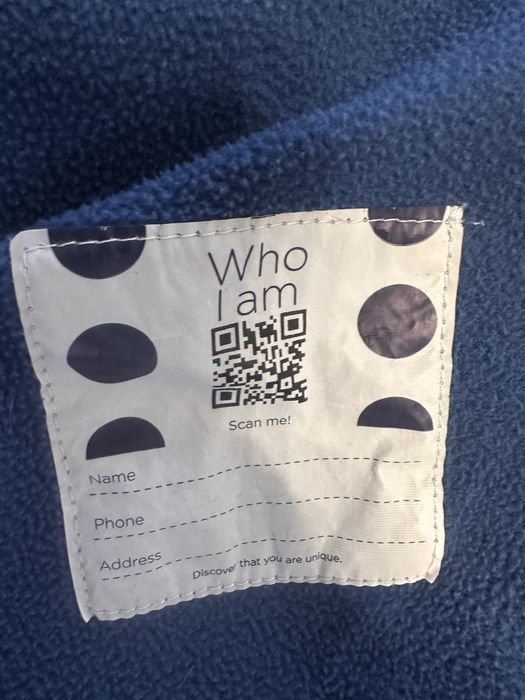 Who
I am
Scan me!
Name
Phone
Address
Discover that you are unique.